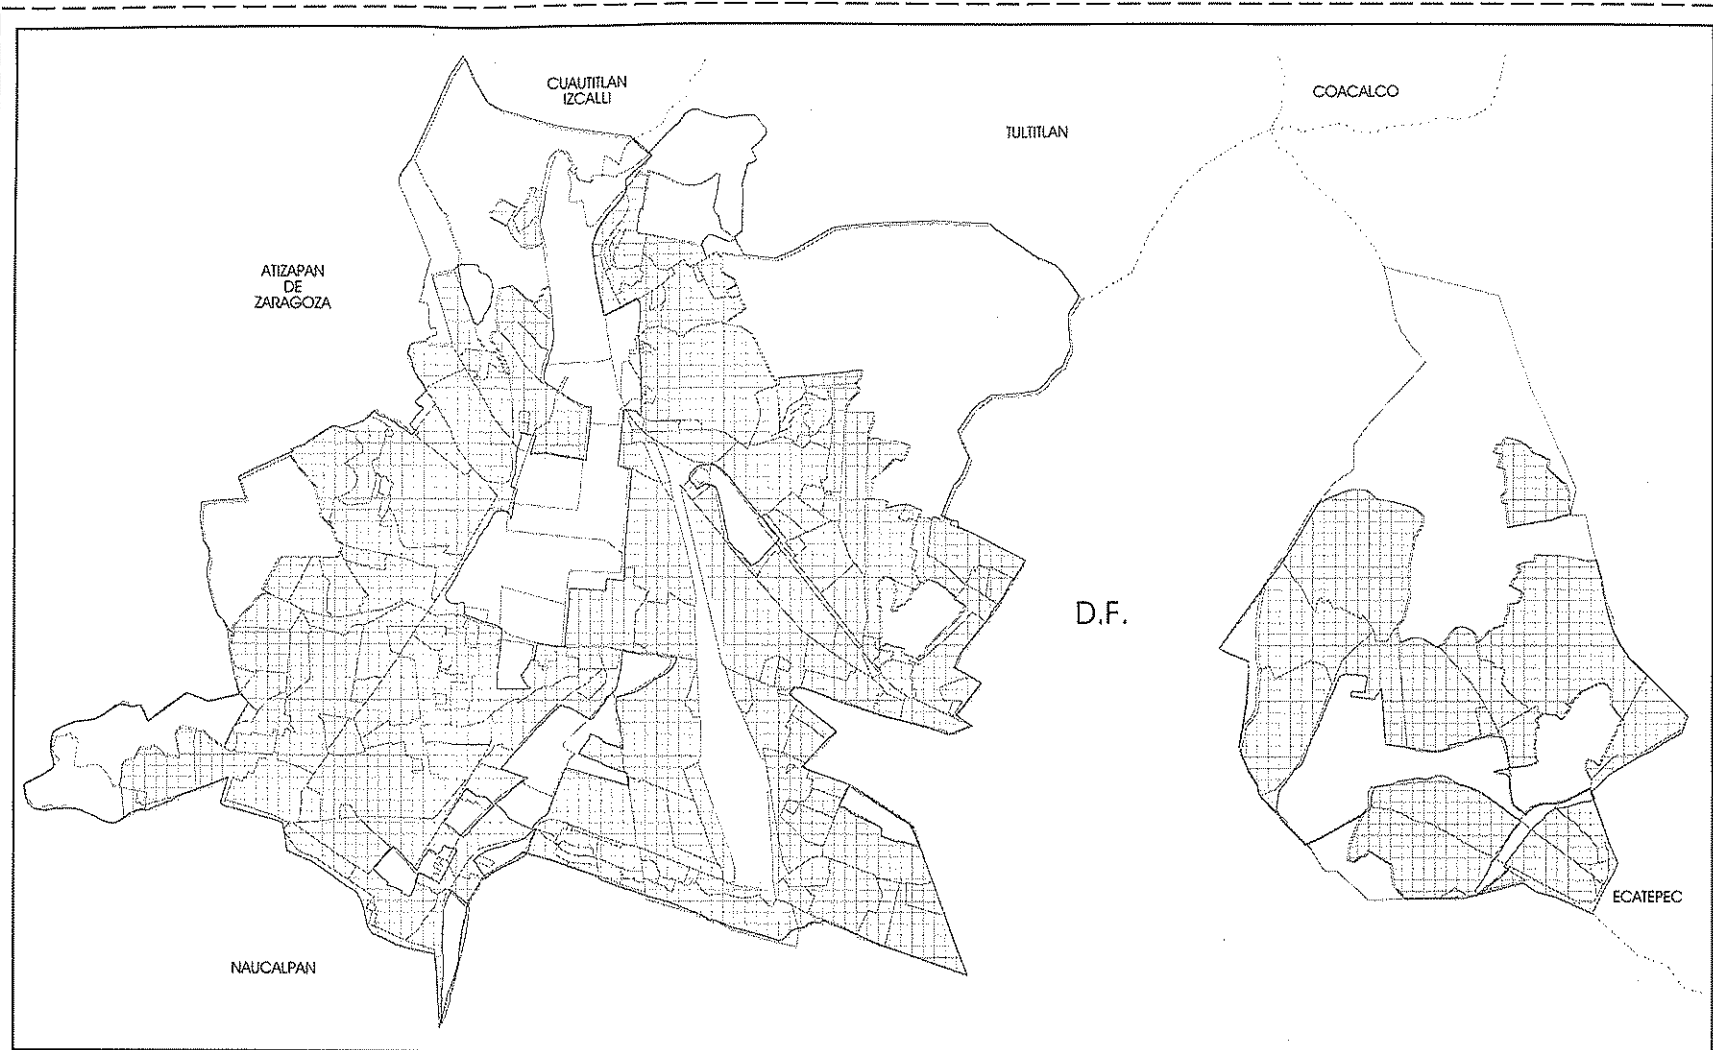 CUAUTITLAN
IZCALLI
COACALCO
TULTITLAN
ATIZAPAN
DE
ZARAGOZA
D.F.
ECATEPEC
NAUCALPAN